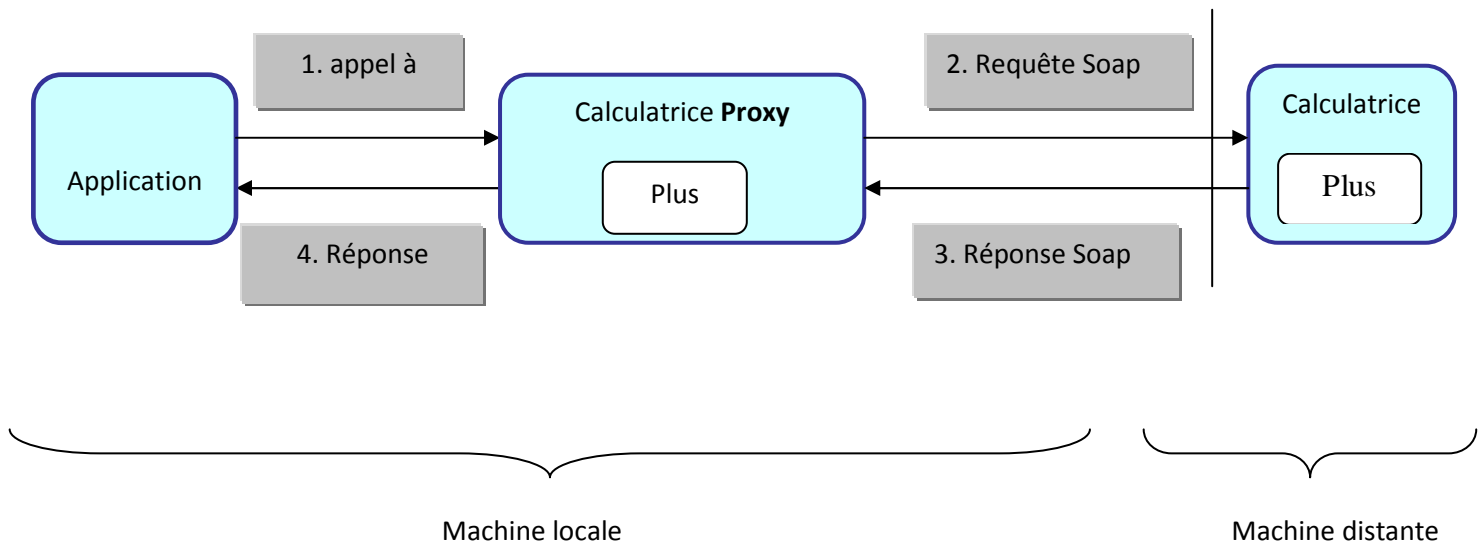 1. appel à
2. Requête Soap
Calculatrice Proxy
Calculatrice
Application
Plus
Plus
4. Réponse
3. Réponse Soap
Machine locale
Machine distante